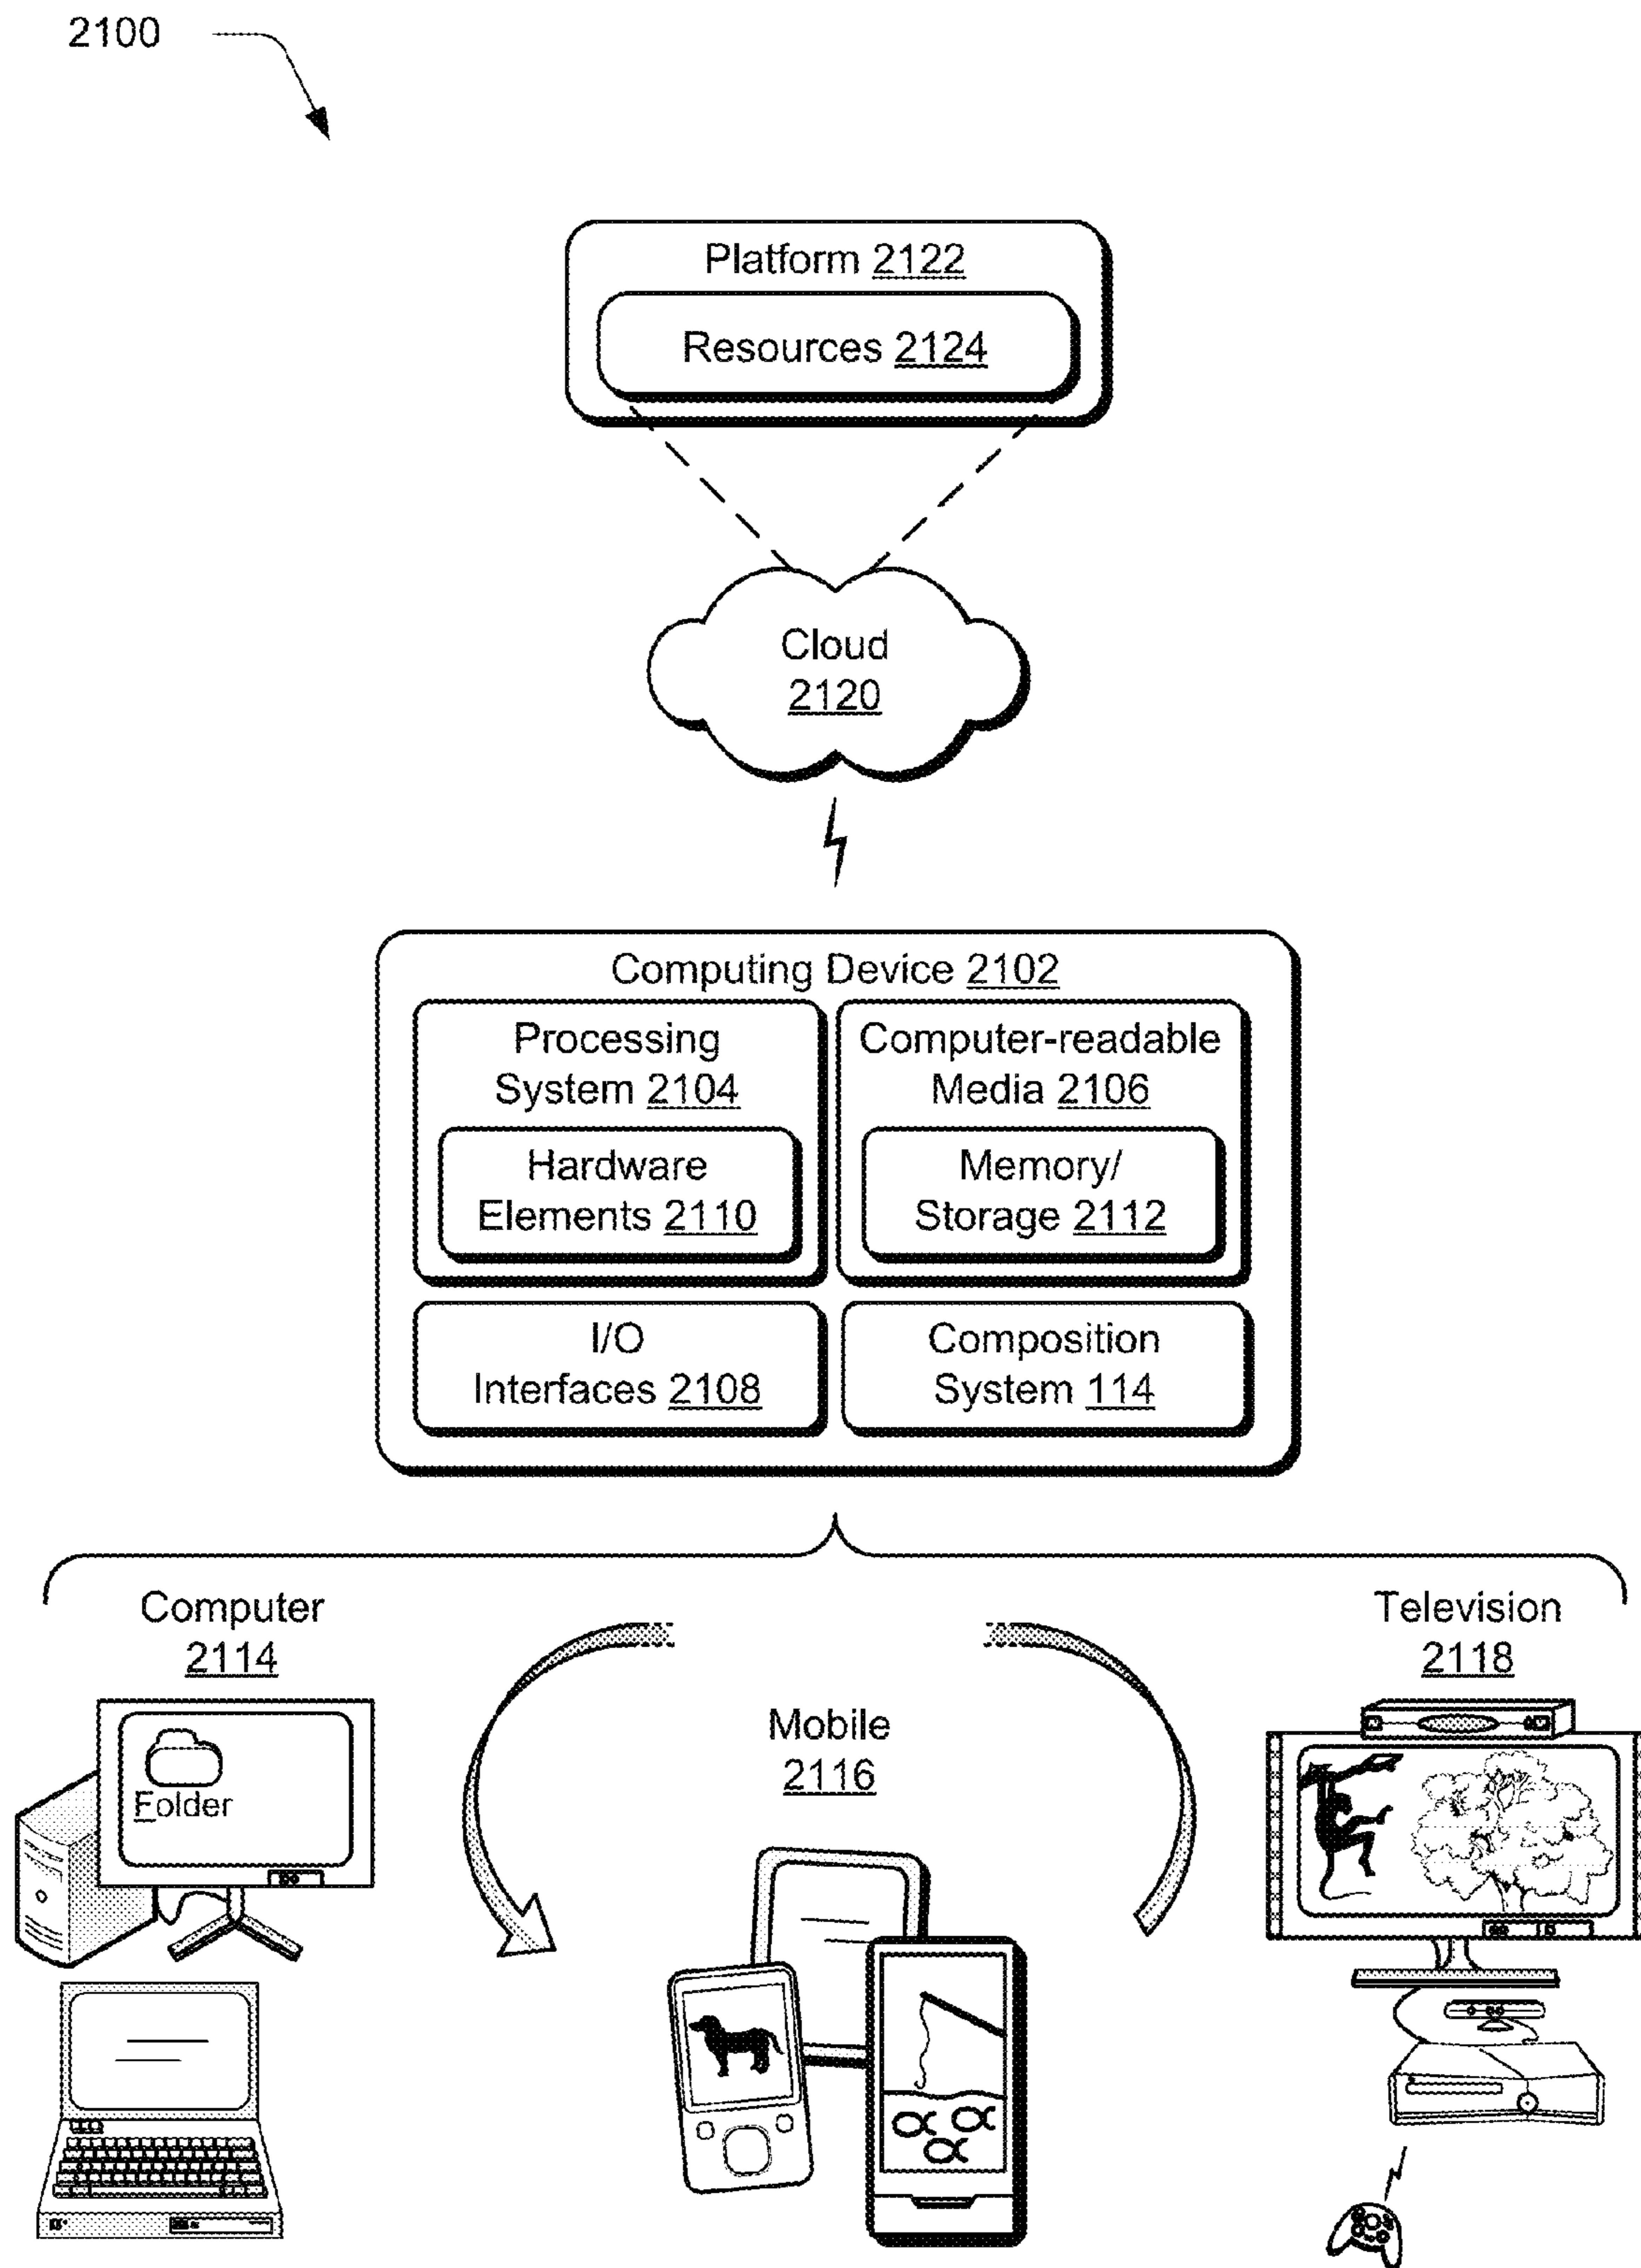 2100
Platform 2122
Resources 2124
Cloud
2120
Computing Device 2102
Processing
System 2104
Hardware
Elements 2110
Computer-readable
Media 2106
Memory/
Storage 2112
I/O
Interfaces 2108
Composition
System 114
Computer
2114
Folder
Mobile
2116
Television
2118